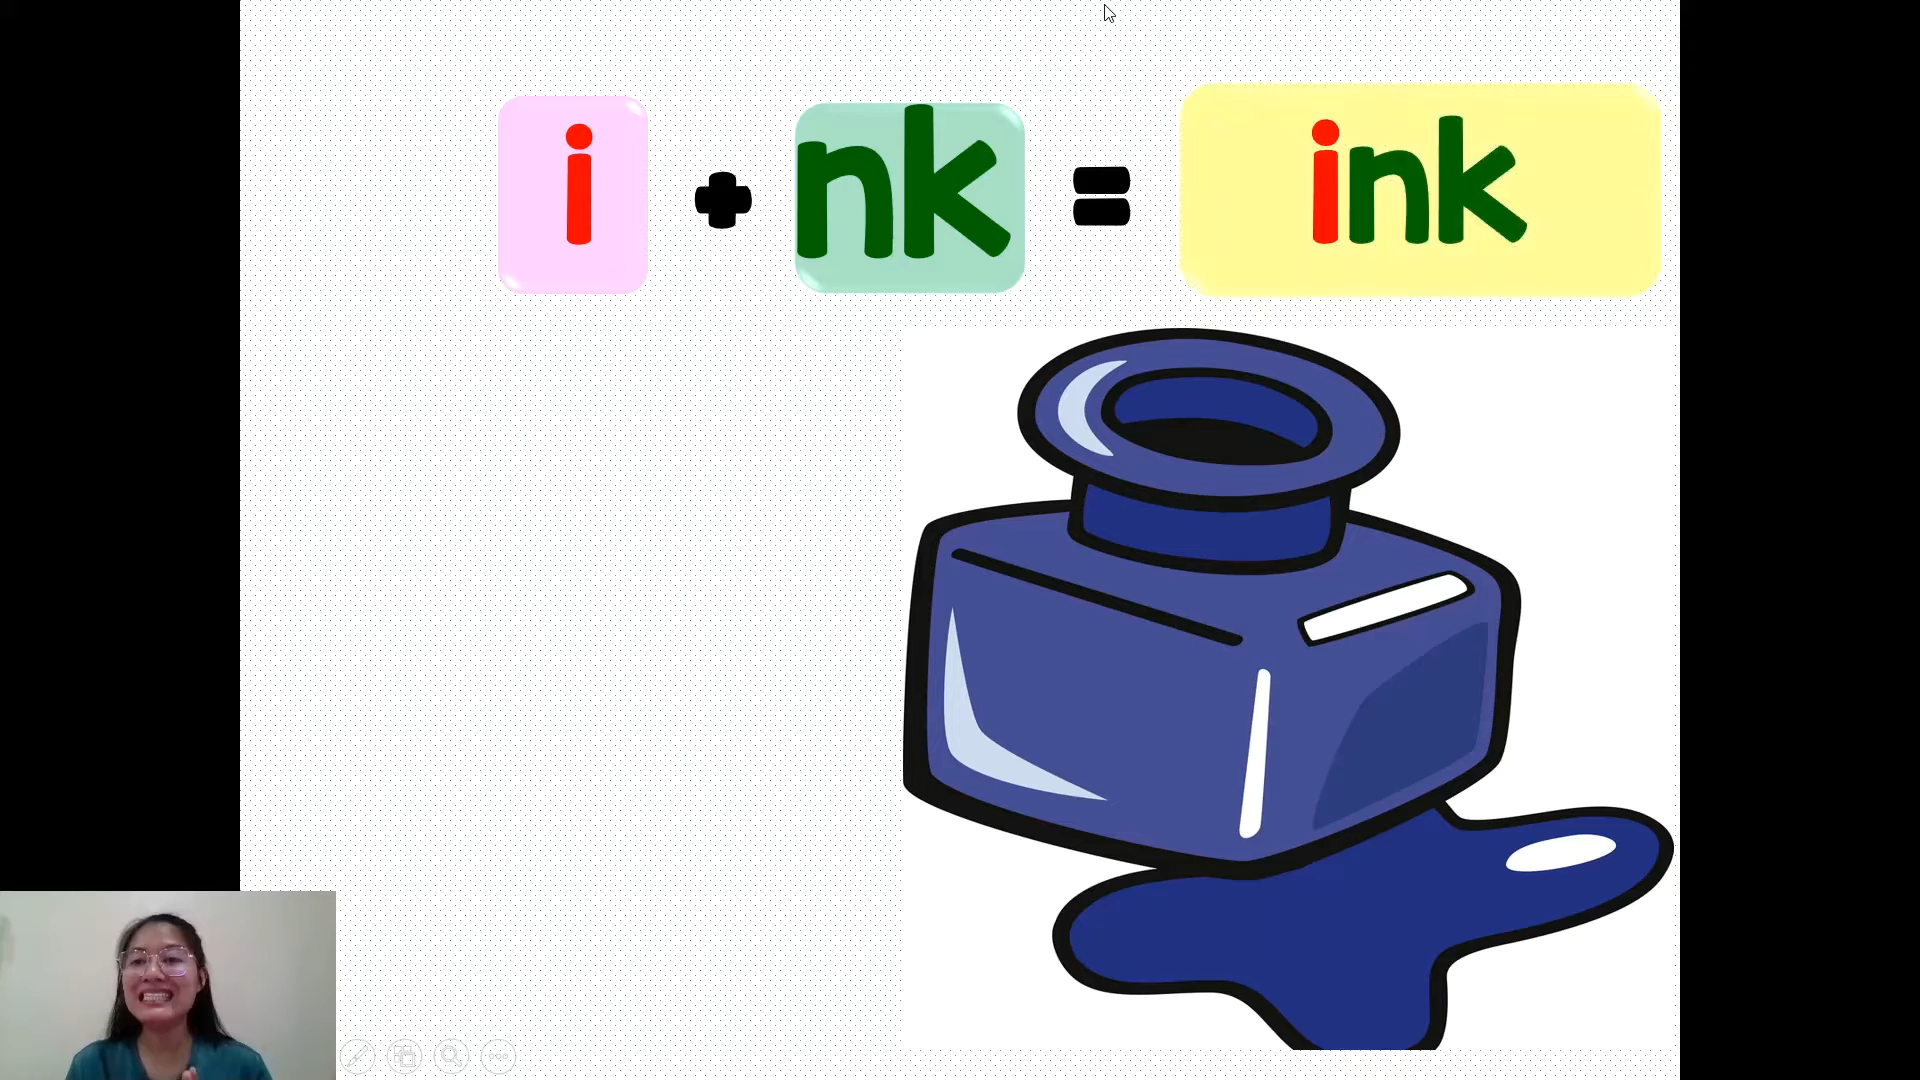 i + nk = ink